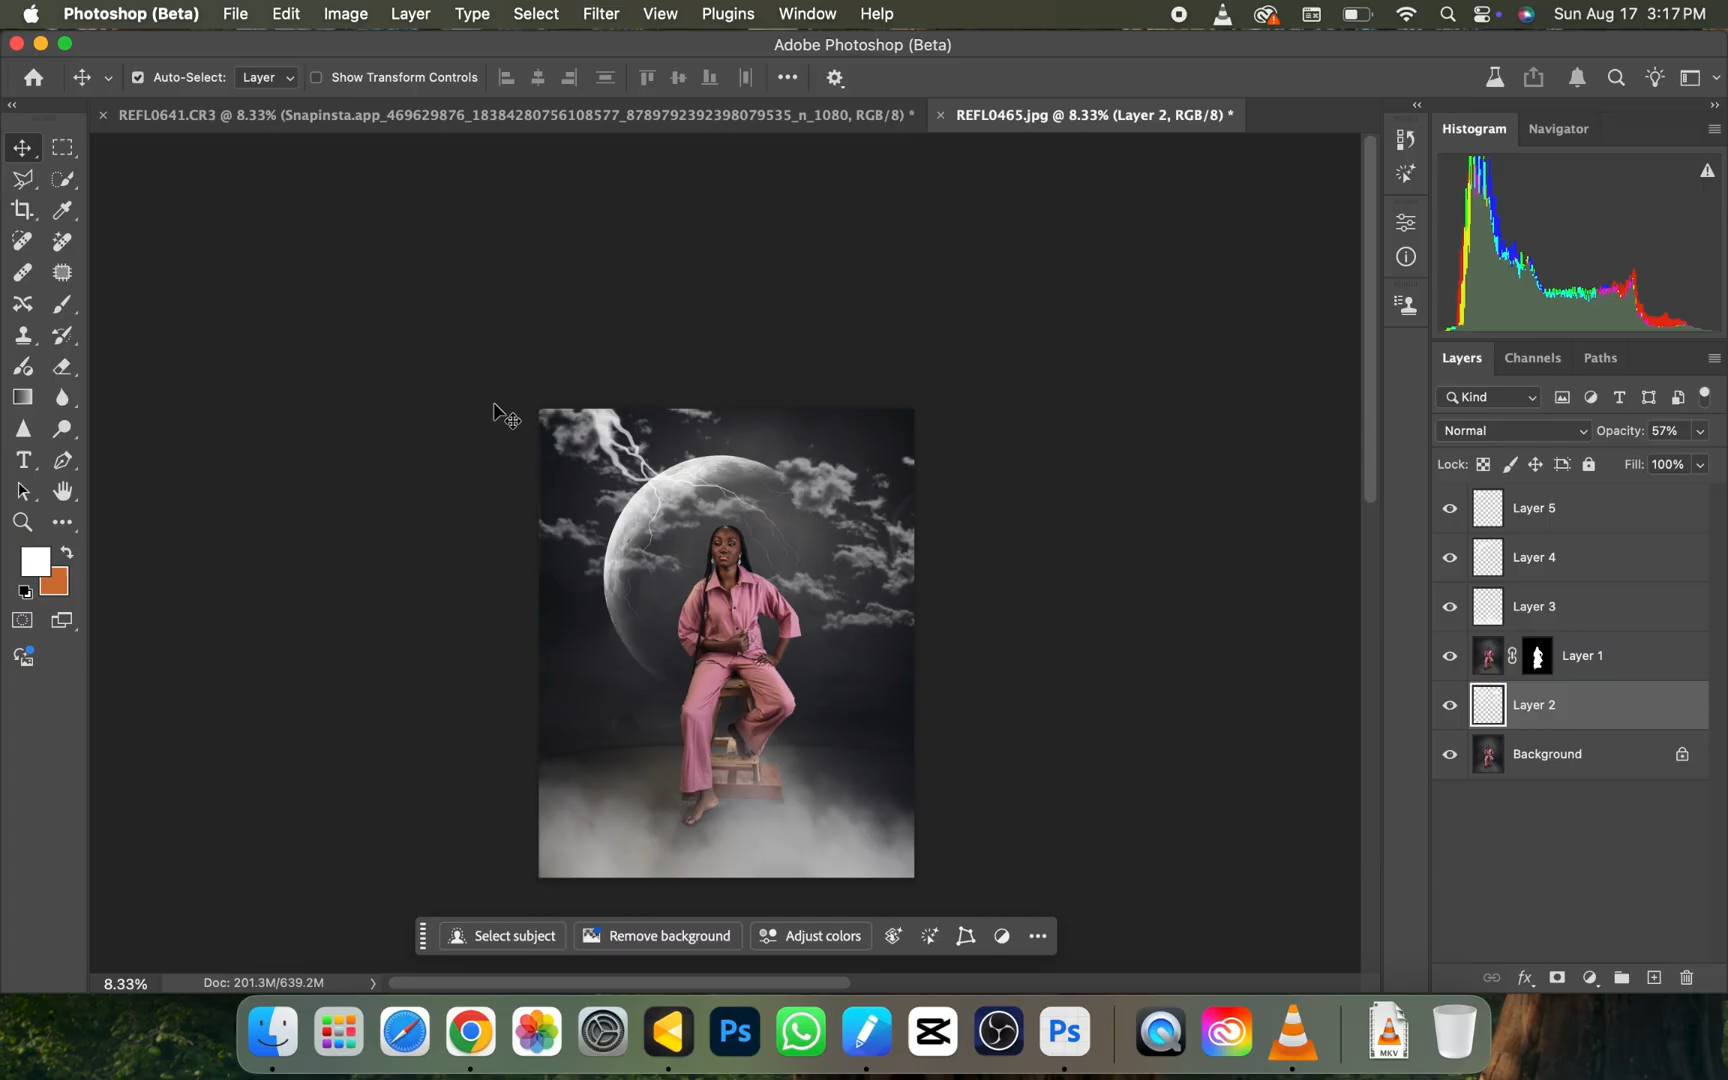 Photoshop (Beta) File Edit Image Layer Type Select Filter View Plugins Window Help Sun Aug 17 3:17 PM
Adobe Photoshop (Beta)
Auto-Select: Layer Show Transform Controls
REFL0641.CR3 @ 8.33% (Snapinsta.app_469629876_18384280756108577_8789792392398079535_n_1080, RGB/8) *
REFL0465.jpg @ 8.33% (Layer 2, RGB/8) *
Histogram Navigator
Layers Channels Paths
Kind
Normal Opacity: 57%
Lock: Fill: 100%
Layer 5
Layer 4
Layer 3
Layer 1
Layer 2
Background
T
Select subject Remove background Adjust colors
8.33% Doc: 201.3M/639.2M
Ps Ps
MKV